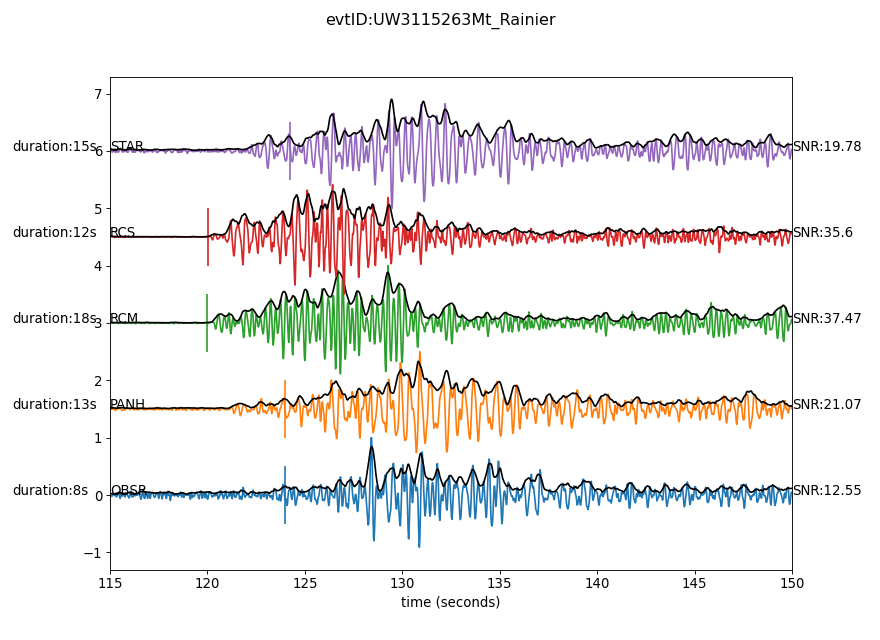 evtID:UW3115263Mt_Rainier
7
duration:15s STAR SNR:19.78
6
5
duration:12s RCS SNR:35.6
4
duration:18s RCM SNR:37.47
3
2
duration:13s PANH SNR:21.07
1
duration:8s OBSR SNR:12.55
0
−1
115 120 125 130 135 140 145 150
time (seconds)